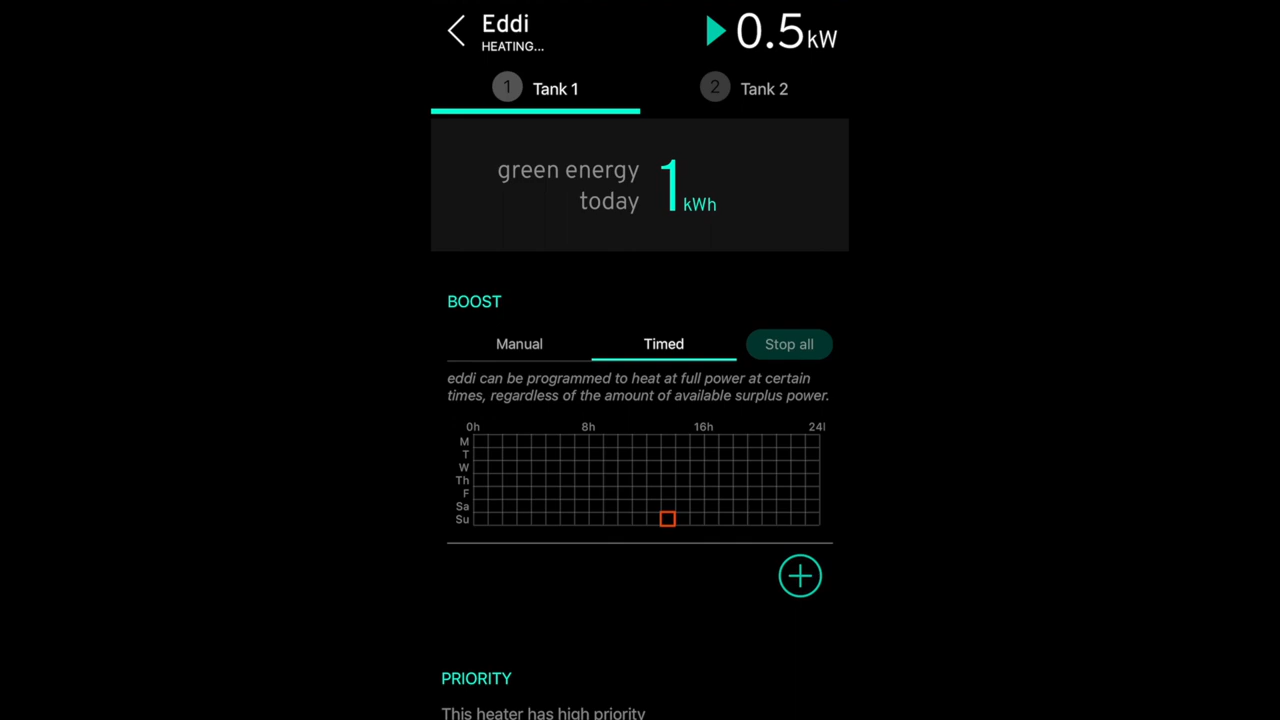 Eddi
HEATING...
0.5kW
1 Tank 1
2 Tank 2
green energy
today
1kWh
BOOST
Manual
Timed
Stop all
eddi can be programmed to heat at full power at certain
times, regardless of the amount of available surplus power.
0h 8h 16h 24
M
T
W
Th
F
Sa
Su
PRIORITY
This heater has high priority